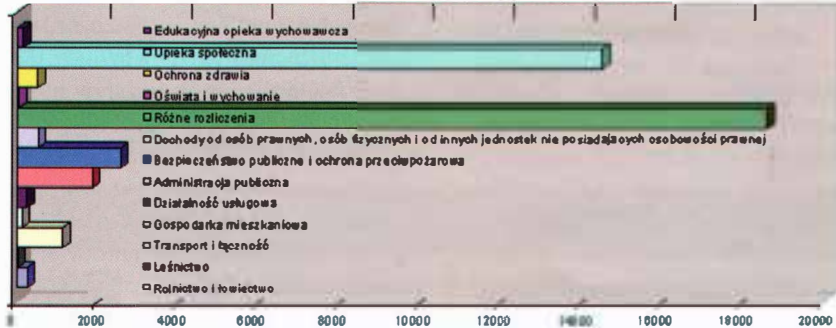 Edukacyjna opieka wychowawcza
Opieka społeczna
Ochrona zdrawia
Oświata i wychowanie
Różne rozliczenia
Dochody od osób prawnych, osób fizycznych i od innych jednostek nie posiadających osobowości prawnej
Bezpieczeństwo publiczne i ochrona przeciwpożarowa
Administracja publiczna
Działalność usługowa
Gospodarka mieszkaniowa
Transport i łączność
Leśnictwo
Rolnictwo i łowiectwo
0 2000 4000 6000 8000 10000 12000 14000 16000 18000 20000